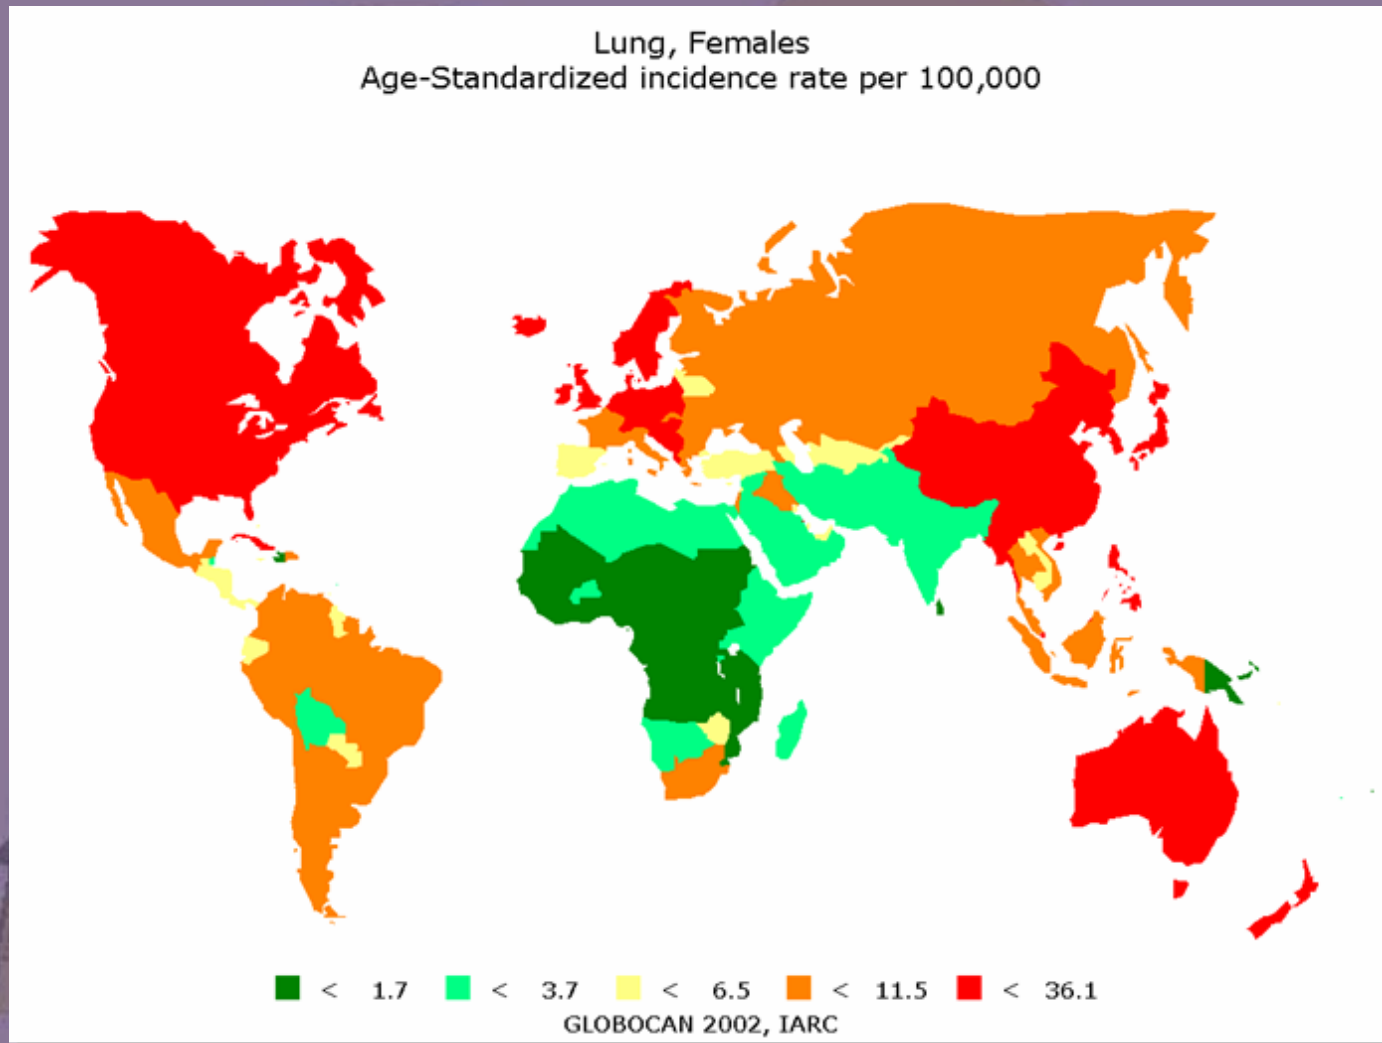 Lung, Females
Age-Standardized incidence rate per 100,000
< 1.7 < 3.7 < 6.5 < 11.5 < 36.1
GLOBOCAN 2002, IARC